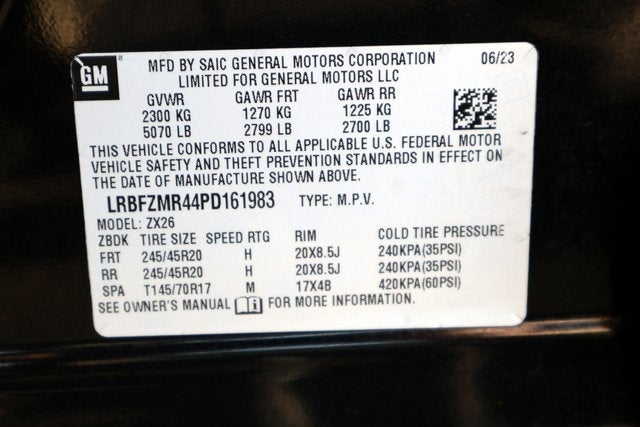 GM
MFD BY SAIC GENERAL MOTORS CORPORATION 06/23
LIMITED FOR GENERAL MOTORS LLC
GVWR GAWR FRT GAWR RR
2300 KG 1270 KG 1225 KG
5070 LB 2799 LB 2700 LB
THIS VEHICLE CONFORMS TO ALL APPLICABLE U.S. FEDERAL MOTOR
VEHICLE SAFETY AND THEFT PREVENTION STANDARDS IN EFFECT ON
THE DATE OF MANUFACTURE SHOWN ABOVE.
LRBFZMR44PD161983 TYPE: M.P.V.
MODEL: ZX26
ZBDK TIRE SIZE SPEED RTG RIM COLD TIRE PRESSURE
FRT 245/45R20 H 20X8.5J 240KPA(35PSI)
RR 245/45R20 H 20X8.5J 240KPA(35PSI)
SPA T145/70R17 M 17X4B 420KPA(60PSI)
SEE OWNER'S MANUAL FOR MORE INFORMATION.